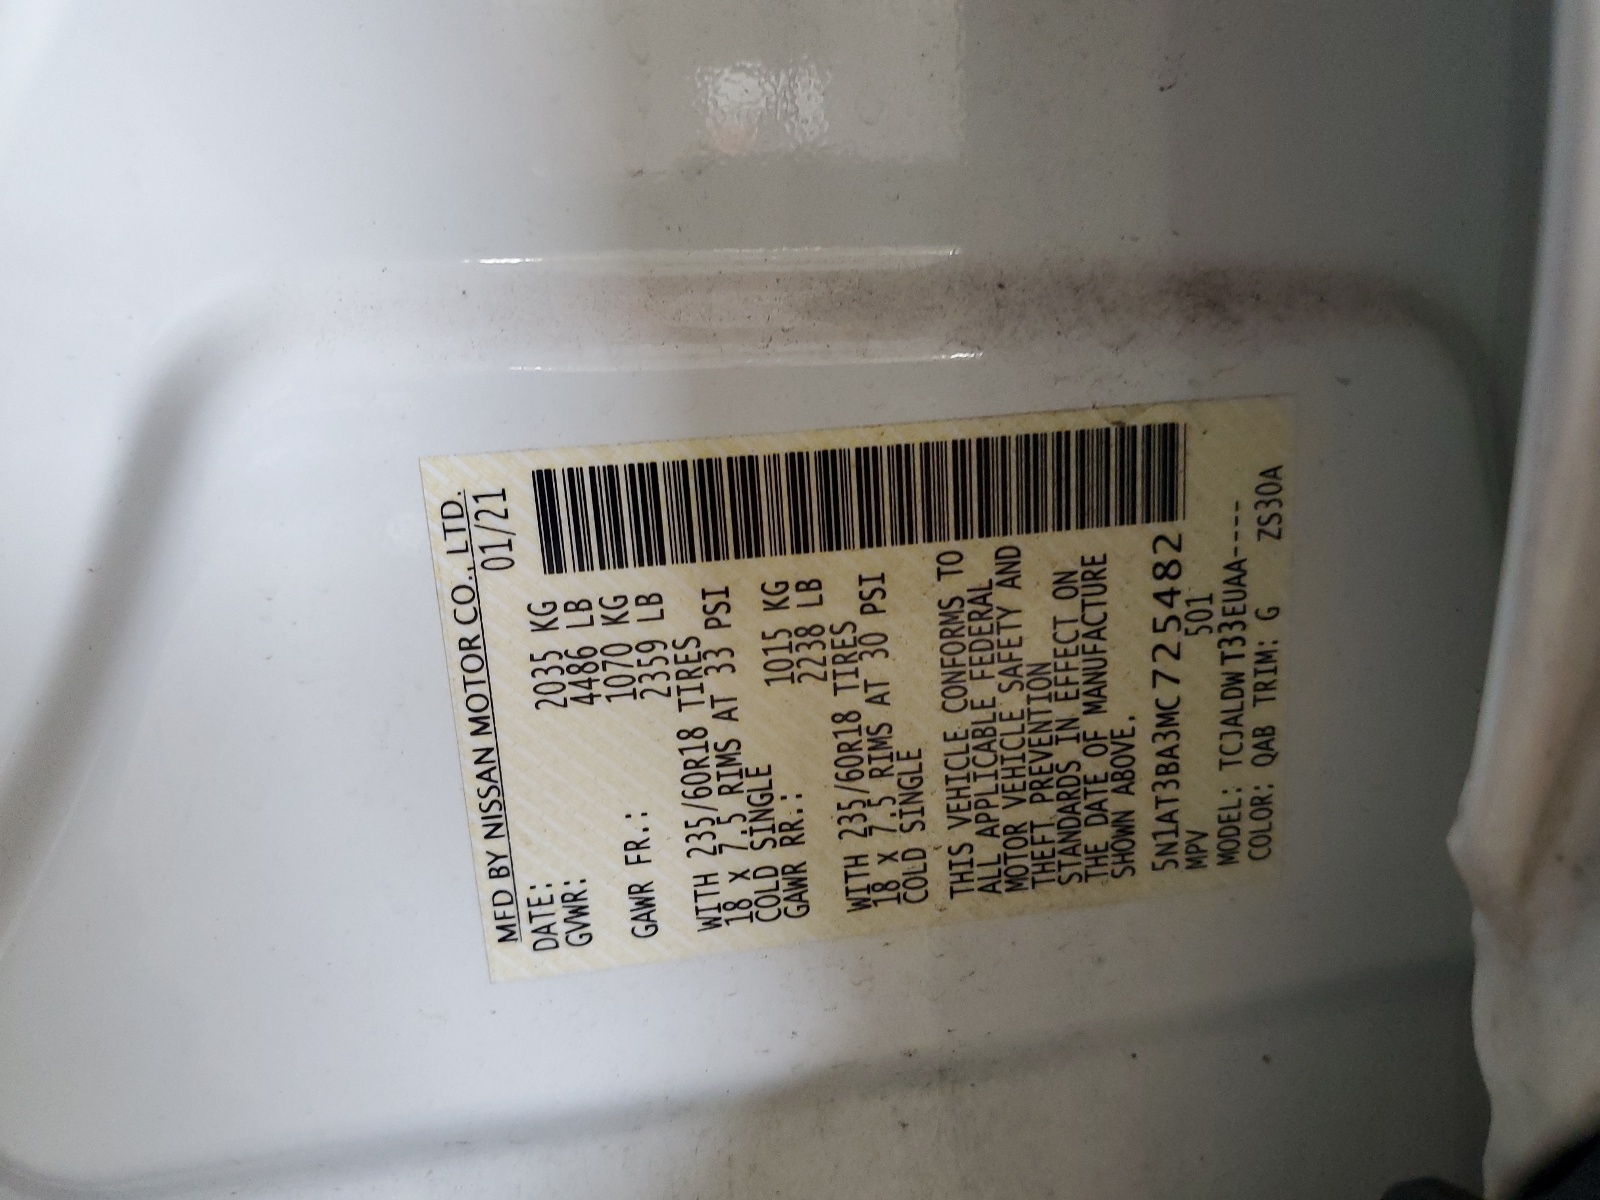 MFD BY NISSAN MOTOR CO., LTD.
DATE: 01/21
GVWR: 2035 KG
4486 LB
GAWR FR.: 1070 KG
2359 LB
WITH 235/60R18 TIRES
18 X 7.5 RIMS AT 33 PSI
COLD SINGLE
GAWR RR.: 1015 KG
2238 LB
WITH 235/60R18 TIRES
18 X 7.5 RIMS AT 30 PSI
COLD SINGLE
THIS VEHICLE CONFORMS TO
ALL APPLICABLE FEDERAL
MOTOR VEHICLE SAFETY AND
THEFT PREVENTION
STANDARDS IN EFFECT ON
THE DATE OF MANUFACTURE
SHOWN ABOVE.
5N1AT3BA3MC725482
MPV 501
MODEL: TCJALDWT33EUAA----
COLOR: QAB TRIM: G ZS30A